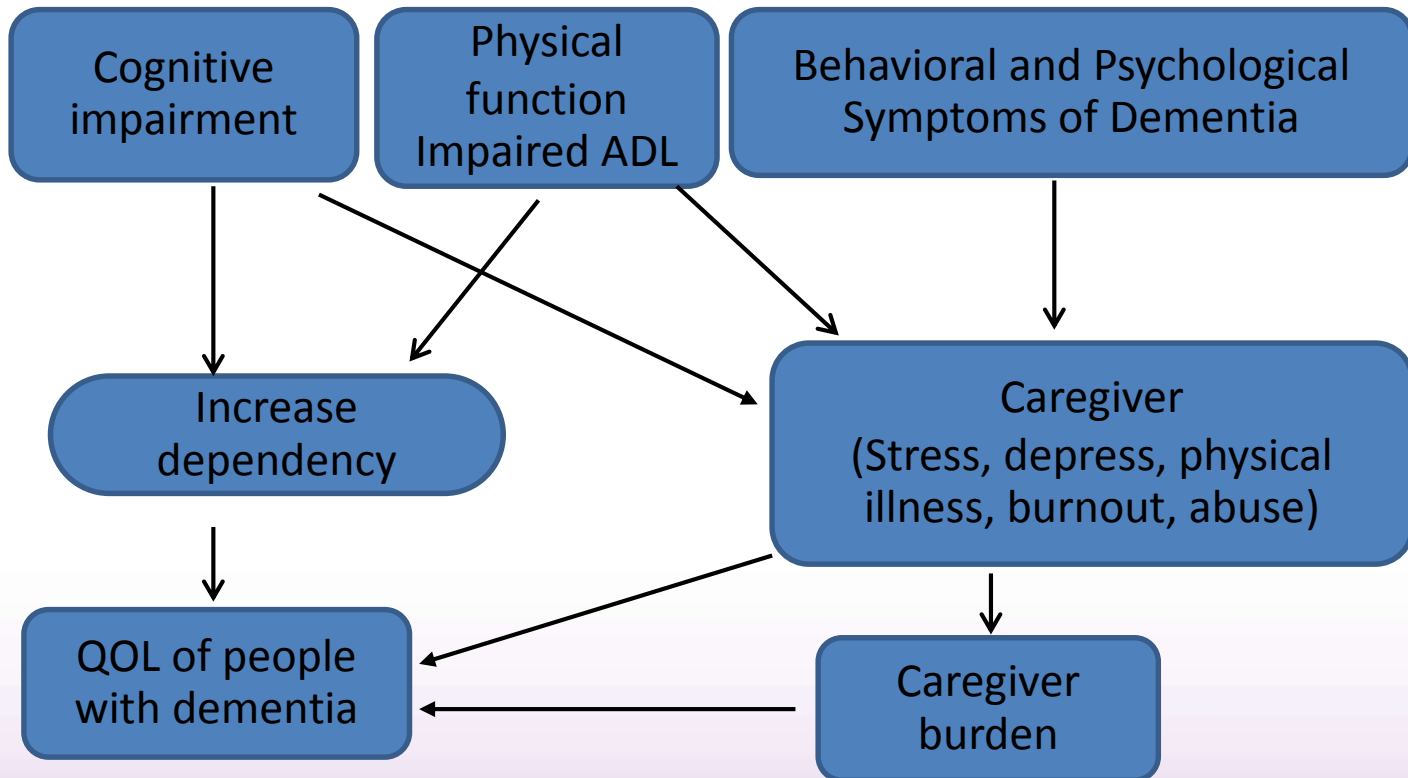 Cognitive
impairment
Physical
function
Impaired ADL
Behavioral and Psychological
Symptoms of Dementia
Increase
dependency
Caregiver
(Stress, depress, physical
illness, burnout, abuse)
QOL of people
with dementia
Caregiver
burden